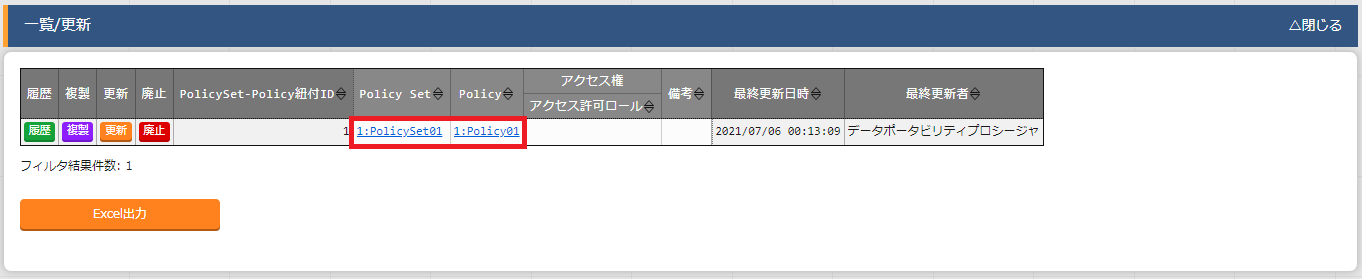 一覧/更新 △閉じる
履歴 複製 更新 廃止 PolicySet-Policy紐付ID Policy Set Policy アクセス権 アクセス許可ロール 備考 最終更新日時 最終更新者
履歴 複製 更新 廃止 1 1:PolicySet01 1:Policy01 2021/07/06 00:13:09 データポータビリティプロシージャ
フィルタ結果件数: 1
Excel出力